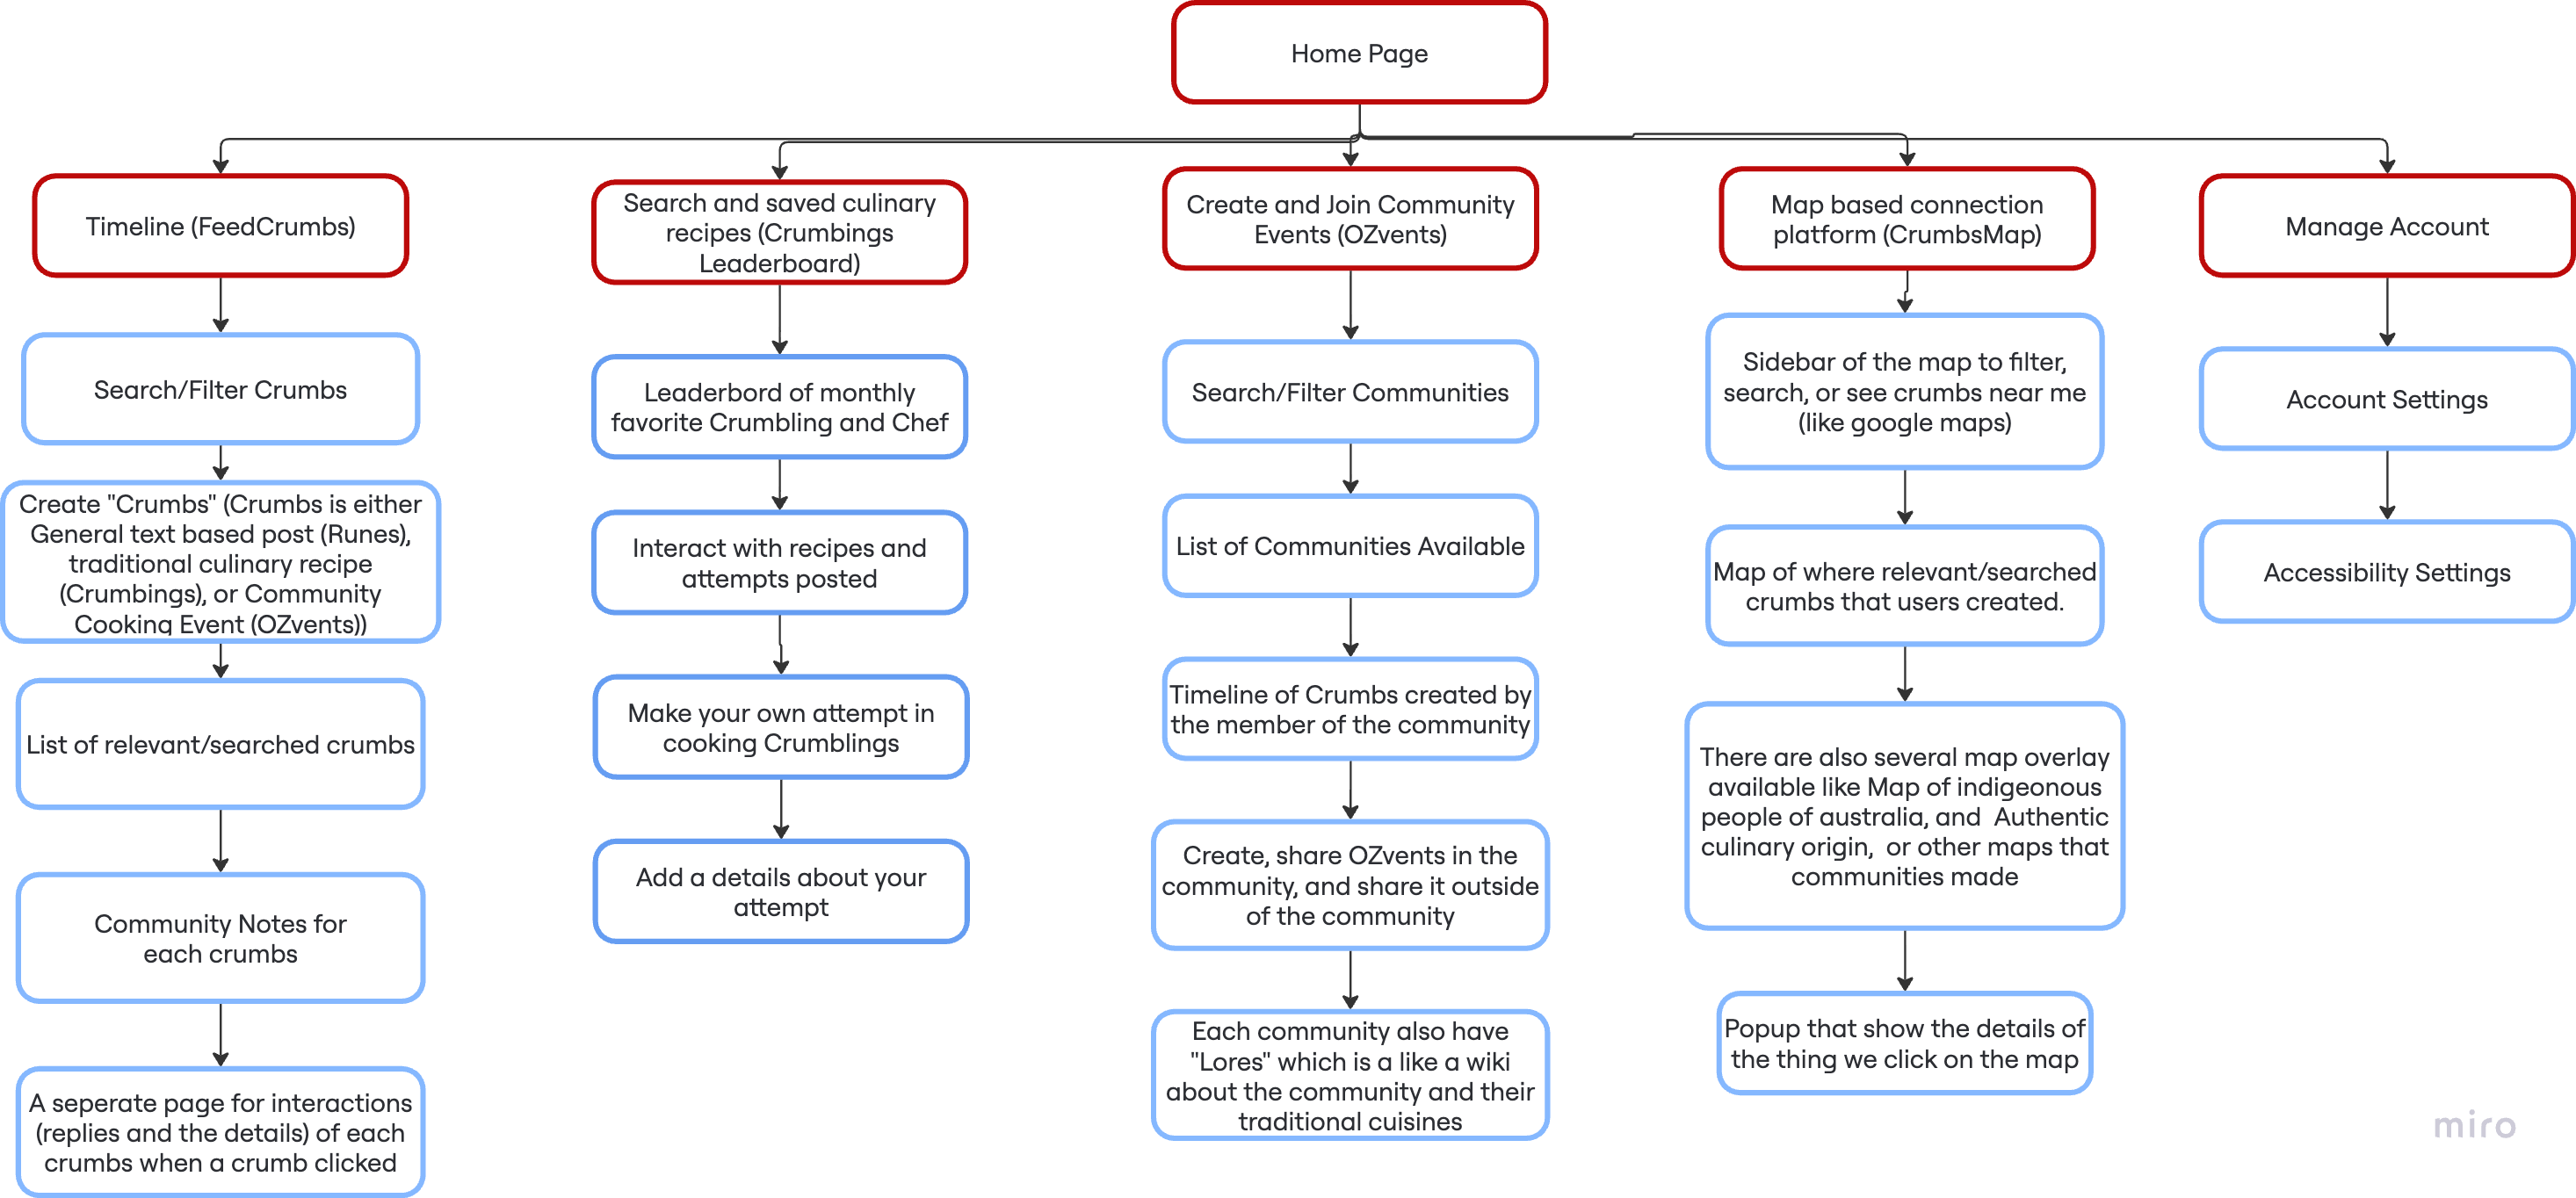 Home Page
Timeline (FeedCrumbs)
Search/Filter Crumbs
Create "Crumbs" (Crumbs is either
General text based post (Runes),
traditional culinary recipe
(Crumbings), or Community
Cooking Event (OZvents))
List of relevant/searched crumbs
Community Notes for
each crumbs
A seperate page for interactions
(replies and the details) of each
crumbs when a crumb clicked
Search and saved culinary
recipes (Crumbings
Leaderboard)
Leaderbord of monthly
favorite Crumbling and Chef
Interact with recipes and
attempts posted
Make your own attempt in
cooking Crumblings
Add a details about your
attempt
Create and Join Community
Events (OZvents)
Search/Filter Communities
List of Communities Available
Timeline of Crumbs created by
the member of the community
Create, share OZvents in the
community, and share it outside
of the community
Each community also have
"Lores" which is a like a wiki
about the community and their
traditional cuisines
Map based connection
platform (CrumbsMap)
Sidebar of the map to filter,
search, or see crumbs near me
(like google maps)
Map of where relevant/searched
crumbs that users created.
There are also several map overlay
available like Map of indigeonous
people of australia, and Authentic
culinary origin, or other maps that
communities made
Popup that show the details of
the thing we click on the map
Manage Account
Account Settings
Accessibility Settings
miro